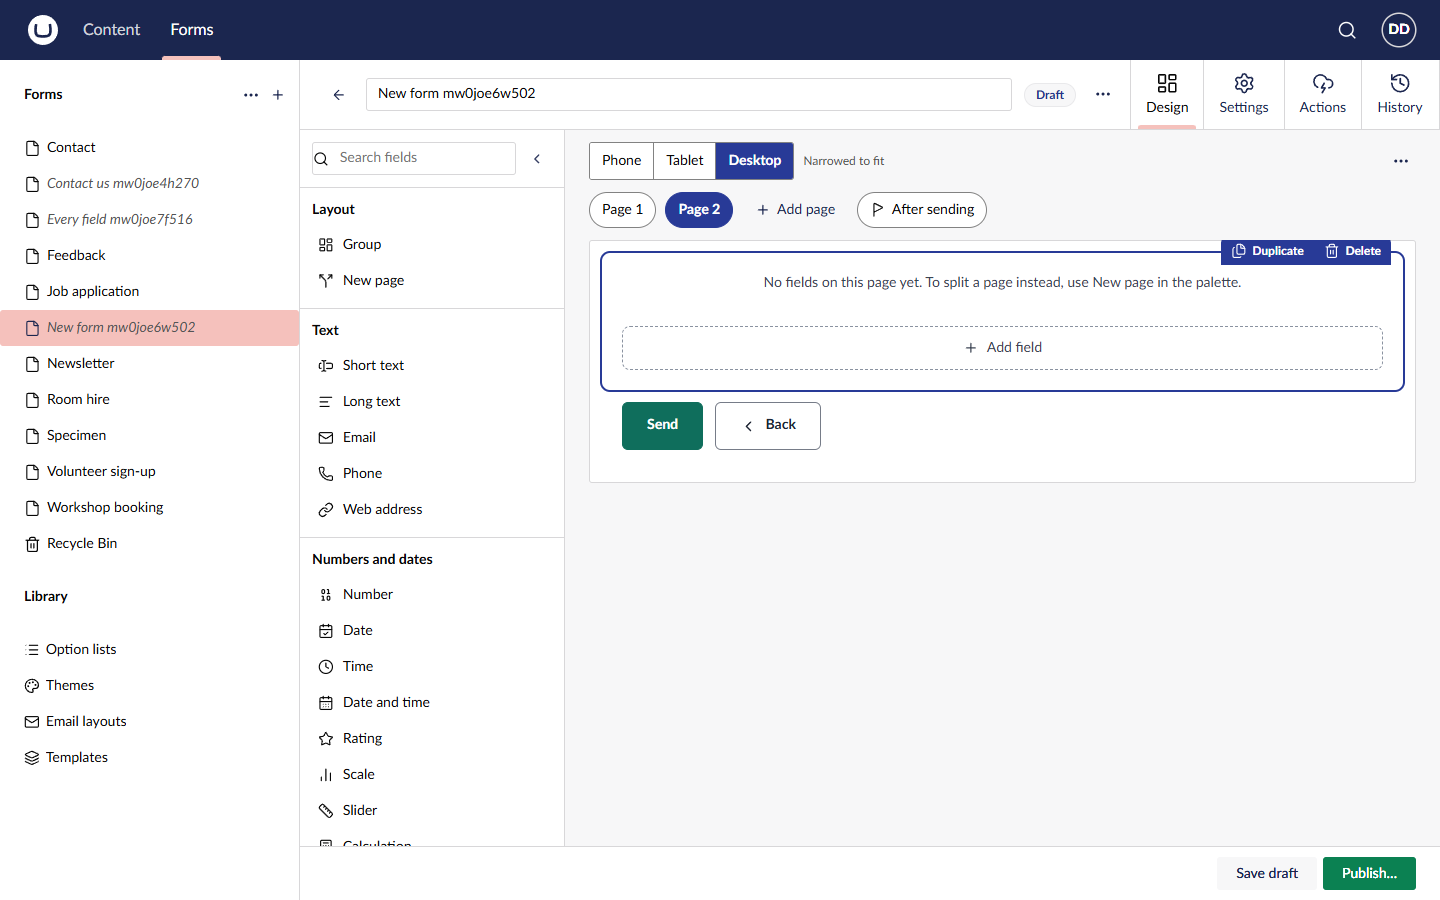 Content
Forms
DD
Forms
Contact
Contact us mw0joe4h270
Every field mw0joe7f516
Feedback
Job application
New form mw0joe6w502
Newsletter
Room hire
Specimen
Volunteer sign-up
Workshop booking
Recycle Bin
Library
Option lists
Themes
Email layouts
Templates
New form mw0joe6w502
Draft
Design
Settings
Actions
History
Search fields
Layout
Group
New page
Text
Short text
Long text
Email
Phone
Web address
Numbers and dates
Number
Date
Time
Date and time
Rating
Scale
Slider
Calculation
Phone
Tablet
Desktop
Narrowed to fit
Page 1
Page 2
Add page
After sending
Duplicate
Delete
No fields on this page yet. To split a page instead, use New page in the palette.
Add field
Send
Back
Save draft
Publish...